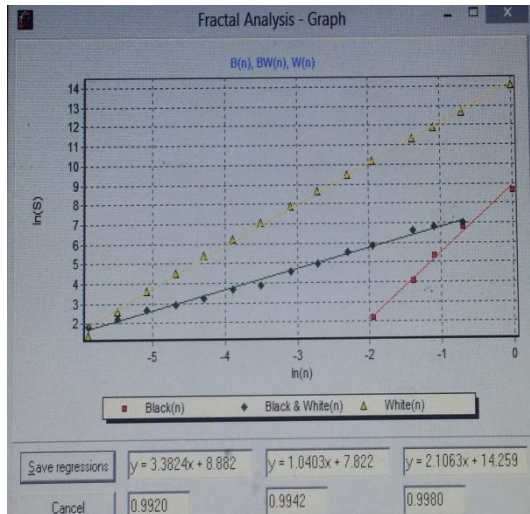 Fractal Analysis - Graph
X
B(n), BW(n), W(n)
14
13
12
11
10
9
8
7
6
5
4
3
2
ln(S)
-5 -4 -3 -2 -1 0
ln(n)
Black(n) Black & White(n) White(n)
Save regressions y = 3.3824x + 8.882 y = 1.0403x + 7.822 y = 2.1063x + 14.259
Cancel 0.9920 0.9942 0.9980